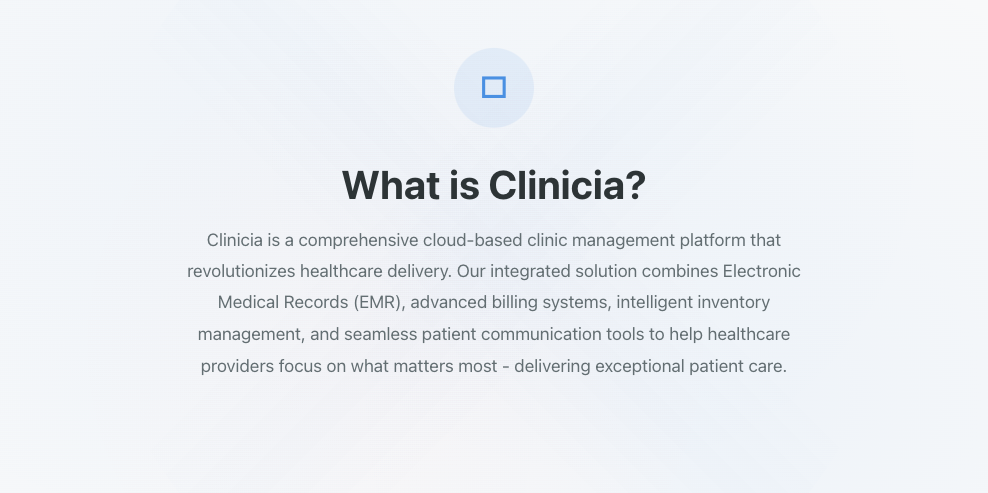 What is Clinicia?
Clinicia is a comprehensive cloud-based clinic management platform that
revolutionizes healthcare delivery. Our integrated solution combines Electronic
Medical Records (EMR), advanced billing systems, intelligent inventory
management, and seamless patient communication tools to help healthcare
providers focus on what matters most - delivering exceptional patient care.